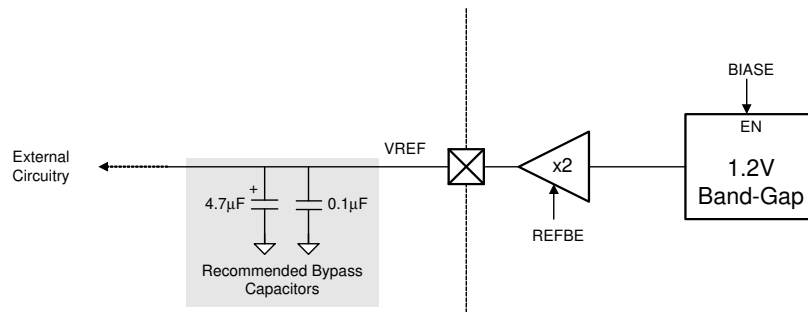 BIASE
EN
1.2V
Band-Gap
x2
REFBE
VREF
External
Circuitry
+
4.7μF
0.1μF
Recommended Bypass
Capacitors